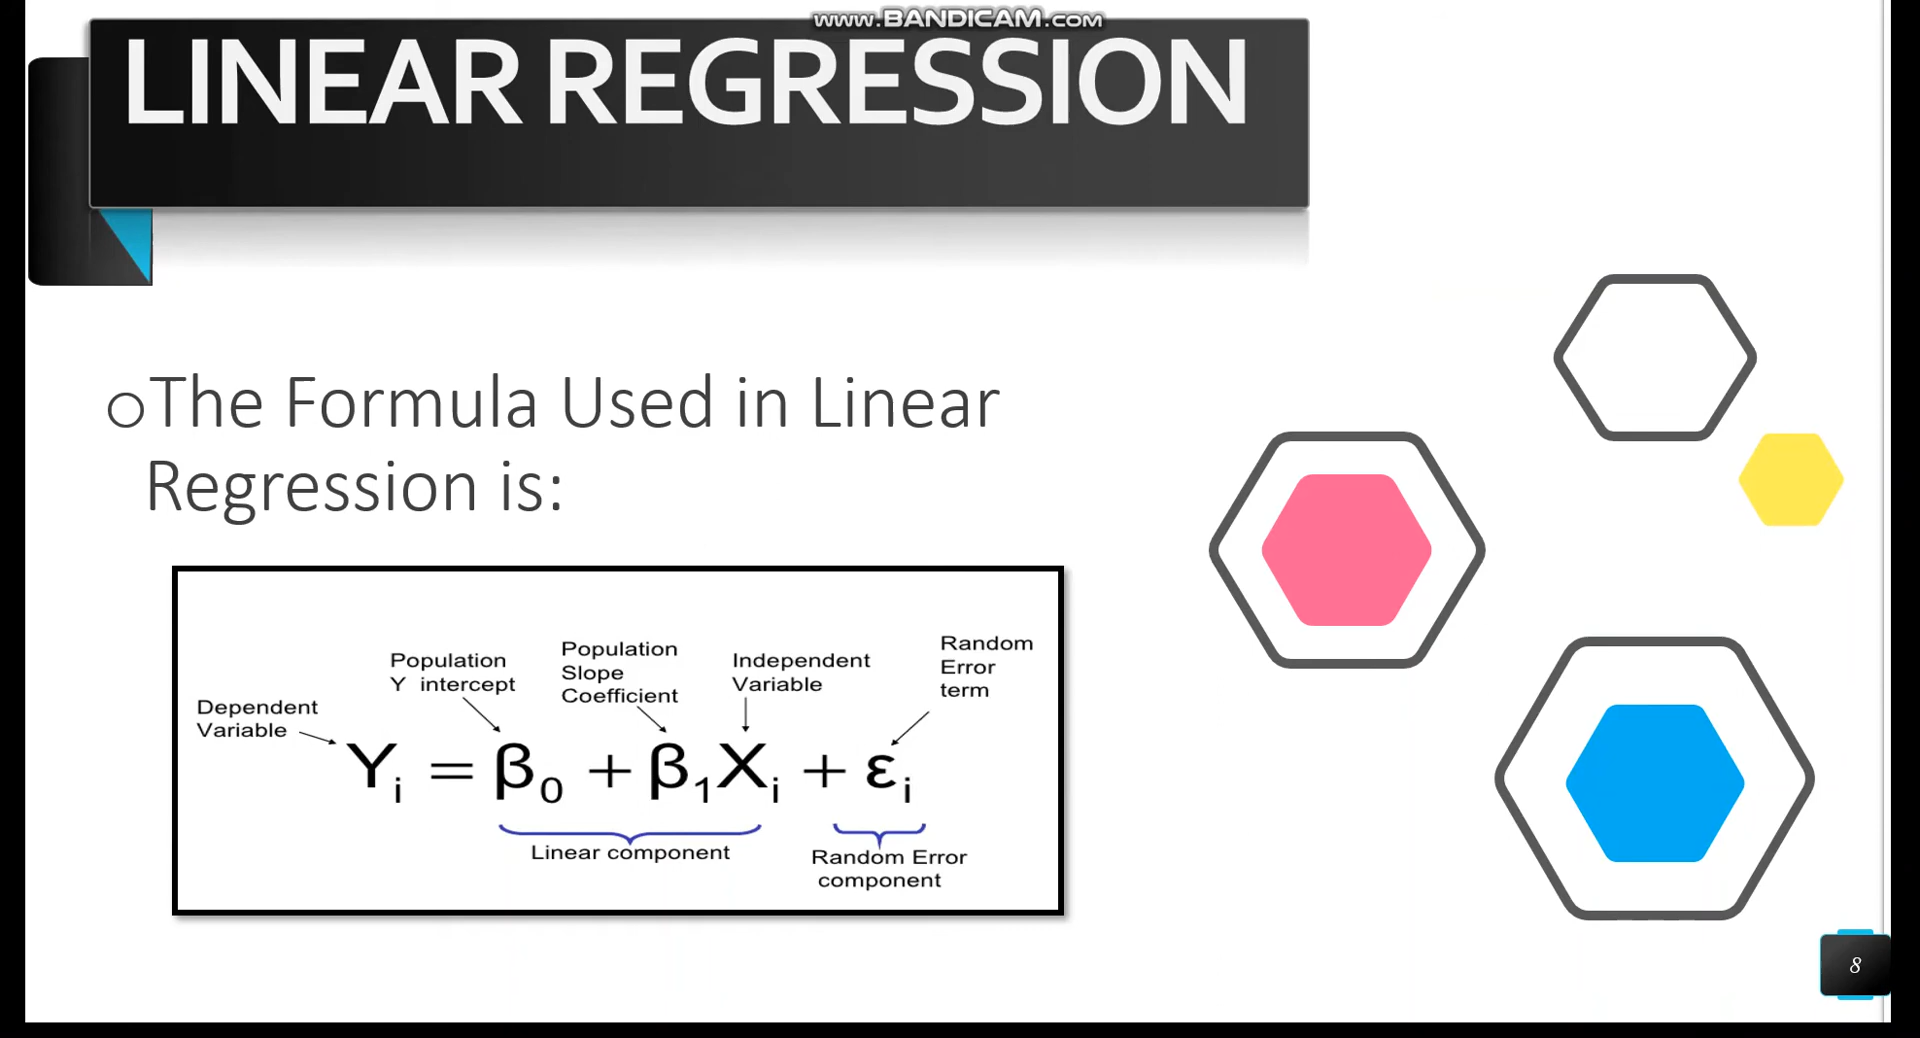 www.BANDICAM.com
LINEAR REGRESSION
The Formula Used in Linear
Regression is:
Dependent
Variable
Population
Y intercept
Population
Slope
Coefficient
Independent
Variable
Random
Error
term
Yi = β0 + β1Xi + εi
Linear component
Random Error
component
8